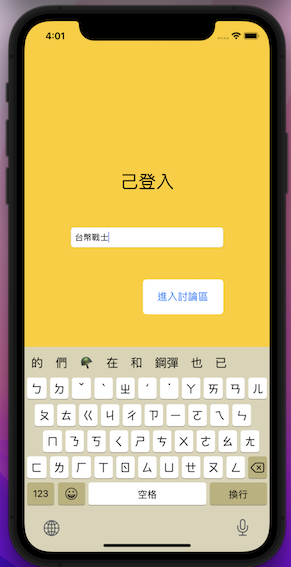 4:01
己登入
台幣戰士
進入討論區
的 們 🪖 在 和 鋼彈 也 已
ㄅ ㄉ ˇ ˋ ㄓ ˊ ˙ ㄚ ㄞ ㄢ ㄦ
ㄆ ㄊ ㄍ ㄐ ㄔ ㄗ ㄧ ㄛ ㄟ ㄣ
ㄇ ㄋ ㄎ ㄑ ㄕ ㄘ ㄨ ㄜ ㄠ ㄤ
ㄈ ㄌ ㄏ ㄒ ㄖ ㄙ ㄩ ㄝ ㄡ ㄥ
123 空格 換行